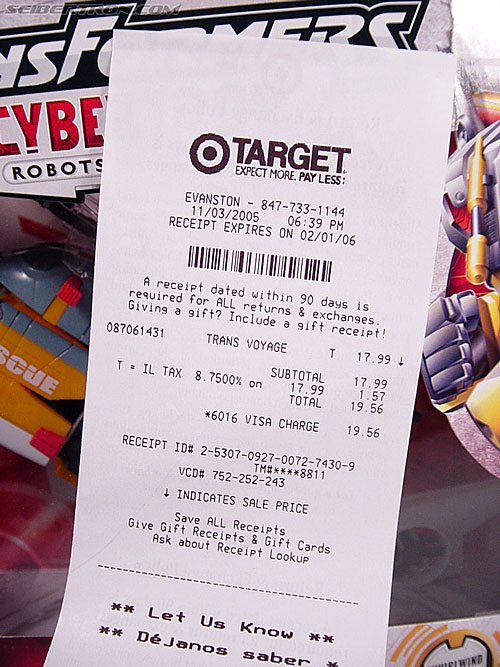 SEIBERTRON.COM
CYBE
ROBOTS
RESCUE
TARGET
EXPECT MORE. PAY LESS.
EVANSTON - 847-733-1144
11/03/2005 06:39 PM
RECEIPT EXPIRES ON 02/01/06
A receipt dated within 90 days is
required for ALL returns & exchanges.
Giving a gift? Include a gift receipt!
087061431 TRANS VOYAGE T 17.99 ↓
SUBTOTAL 17.99
T = IL TAX 8.7500% on 17.99 1.57
TOTAL 19.56
*6016 VISA CHARGE 19.56
RECEIPT ID# 2-5307-0927-0072-7430-9
TM#****8811
VCD# 752-252-243
↓ INDICATES SALE PRICE
Save ALL Receipts
Give Gift Receipts & Gift Cards
Ask about Receipt Lookup
** Let Us Know **
** DéJanos saber *
WHIRLWIND